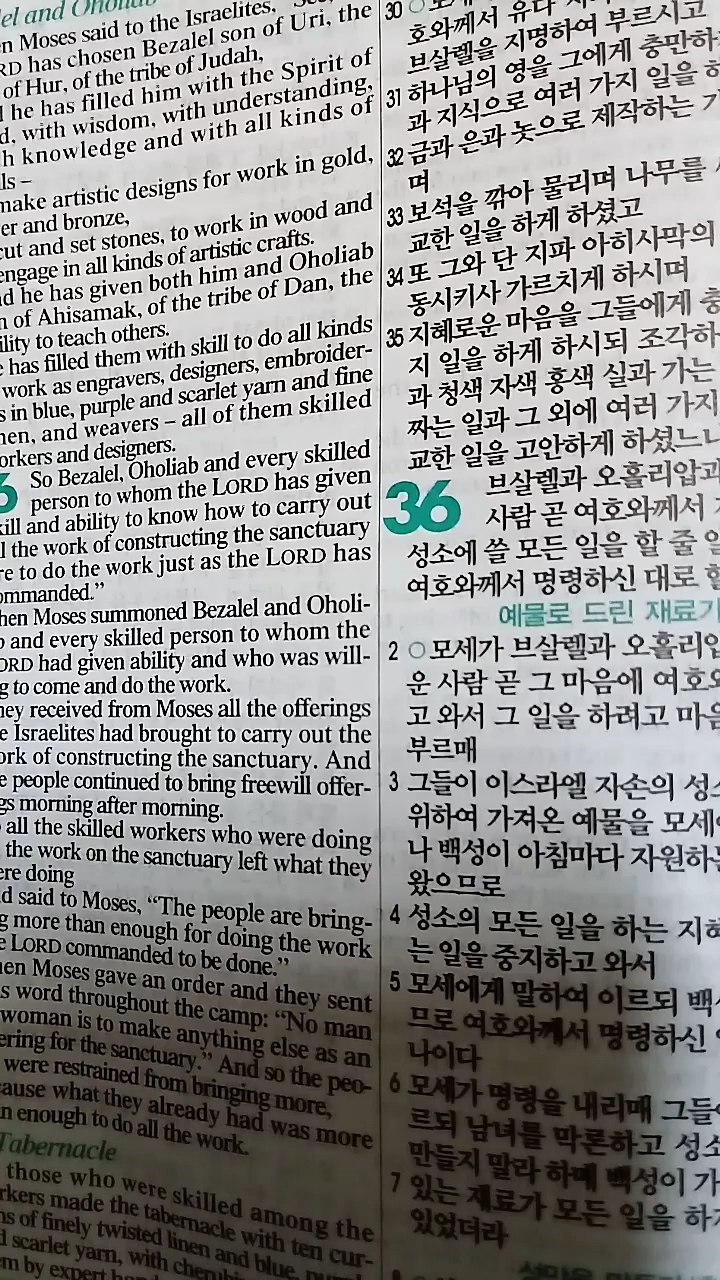 el and Oholiab
en Moses said to the Israelites,
RD has chosen Bezalel son of Uri, the
of Hur, of the tribe of Judah,
he has filled him with the Spirit of
d, with wisdom, with understanding,
h knowledge and with all kinds of
ls –
make artistic designs for work in gold,
er and bronze,
cut and set stones, to work in wood and
engage in all kinds of artistic crafts.
nd he has given both him and Oholiab
n of Ahisamak, of the tribe of Dan, the
ility to teach others.
e has filled them with skill to do all kinds
work as engravers, designers, embroider-
s in blue, purple and scarlet yarn and fine
nen, and weavers – all of them skilled
orkers and designers.
6 So Bezalel, Oholiab and every skilled
person to whom the LORD has given
kill and ability to know how to carry out
l the work of constructing the sanctuary
re to do the work just as the LORD has
ommanded.”
hen Moses summoned Bezalel and Oholi-
b and every skilled person to whom the
ORD had given ability and who was will-
g to come and do the work.
hey received from Moses all the offerings
e Israelites had brought to carry out the
ork of constructing the sanctuary. And
e people continued to bring freewill offer-
gs morning after morning.
all the skilled workers who were doing
the work on the sanctuary left what they
ere doing
d said to Moses, “The people are bring-
g more than enough for doing the work
e LORD commanded to be done.”
hen Moses gave an order and they sent
s word throughout the camp: “No man
woman is to make anything else as an
ering for the sanctuary.” And so the peo-
were restrained from bringing more,
ause what they already had was more
n enough to do all the work.
Tabernacle
those who were skilled among the
rkers made the tabernacle with ten cur-
ns of finely twisted linen and blue,
d scarlet yarn, with
em by expert
30
호와께서 유다
브살렐을 지명하여 부르시고
31 하나님의 영을 그에게 충만하
과 지식으로 여러 가지 일을 하
32 금과 은과 놋으로 제작하는 기
며
33 보석을 깎아 물리며 나무를
교한 일을 하게 하셨고
34 또 그와 단 지파 아히사막의
동시키사 가르치게 하시며
35 지혜로운 마음을 그들에게 충
지 일을 하게 하시되 조각하
과 청색 자색 홍색 실과 가는
짜는 일과 그 외에 여러 가지
교한 일을 고안하게 하셨느니
36 브살렐과 오홀리압과
사람 곧 여호와께서
성소에 쓸 모든 일을 할 줄 알
여호와께서 명령하신 대로 할
예물로 드린 재료가
2 ○모세가 브살렐과 오홀리압
운 사람 곧 그 마음에 여호와
고 와서 그 일을 하려고 마음
부르매
3 그들이 이스라엘 자손의 성소
위하여 가져온 예물을 모세에
나 백성이 아침마다 자원하는
왔으므로
4 성소의 모든 일을 하는 지혜
는 일을 중지하고 와서
5 모세에게 말하여 이르되 백성
므로 여호와께서 명령하신
나이다
6 모세가 명령을 내리매 그들이
르되 남녀를 막론하고 성소
만들지 말라 하매 백성이 가
7 있는 재료가 모든 일을 하기
있었더라